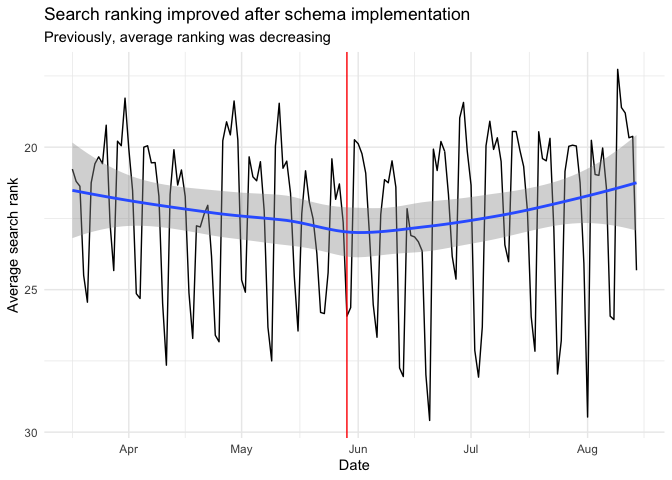 Search ranking improved after schema implementation
Previously, average ranking was decreasing
Average search rank
20
25
30
Apr
May
Jun
Jul
Aug
Date